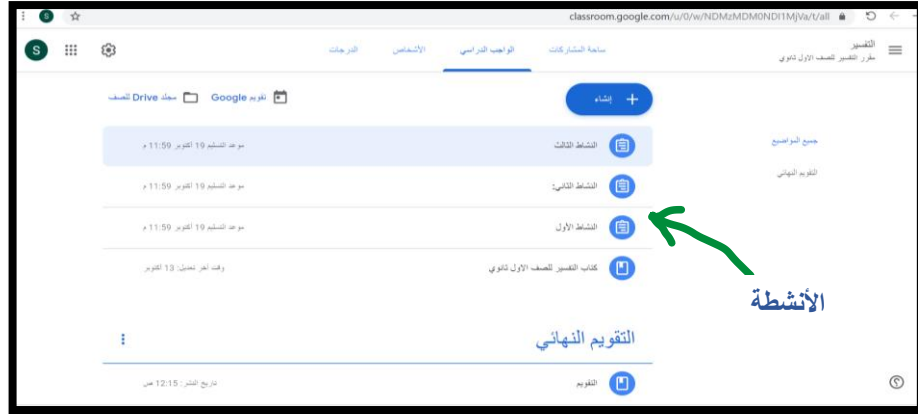 classroom.google.com/u/0/w/NDMzMDM0NDI1MjVa/t/all
S
التفسير
مقرر التفسير للصف الاول ثانوي
ساحة المشاركات
الواجب الدراسي
الأشخاص
الدرجات
S
إنشاء
تقويم Google
مجلد Drive للصف
جميع المواضيع
التقويم النهائي
النشاط الثالث
موعد التسليم 19 أكتوبر 11:59 م
النشاط الثاني:
موعد التسليم 19 أكتوبر 11:59 م
النشاط الأول
موعد التسليم 19 أكتوبر 11:59 م
كتاب التفسير للصف الاول ثانوي
وقت آخر تعديل: 13 أكتوبر
الأنشطة
التقويم النهائي
التقويم
تاريخ النشر: 12:15 ص